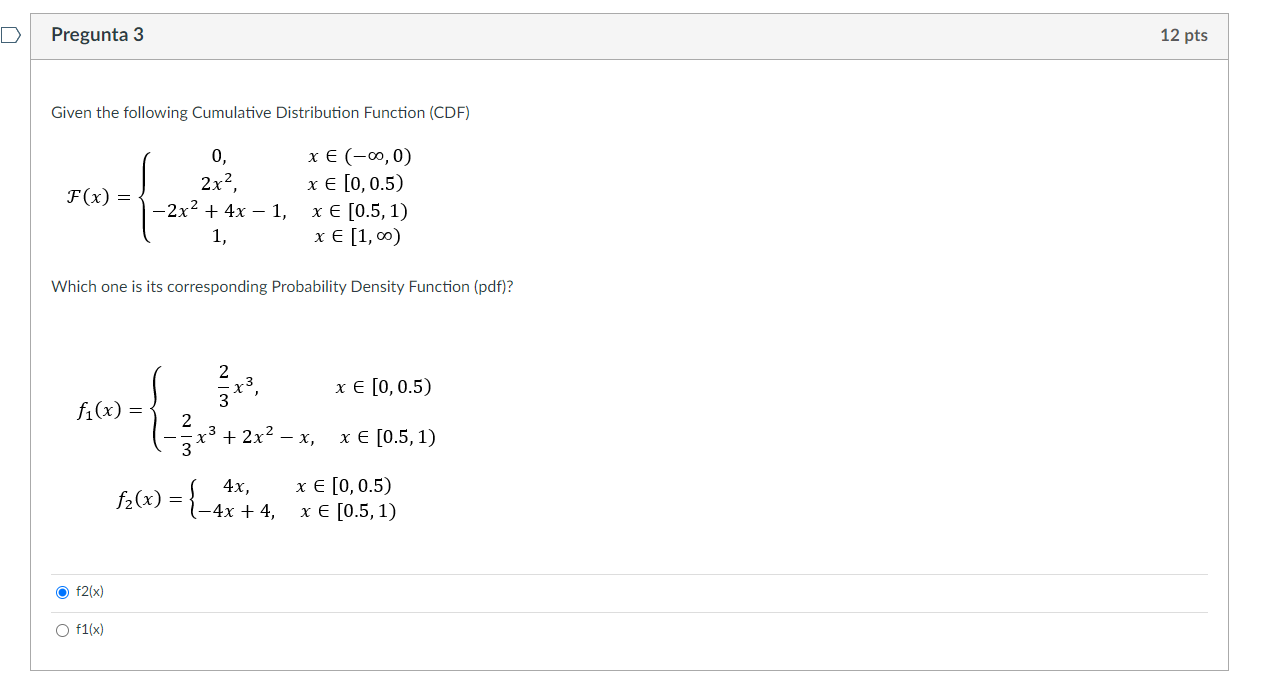 Pregunta 3
12 pts
Given the following Cumulative Distribution Function (CDF)
0, x ∈ (−∞, 0)
2x², x ∈ [0, 0.5)
ℱ(x) = {
−2x² + 4x − 1, x ∈ [0.5, 1)
1, x ∈ [1, ∞)
Which one is its corresponding Probability Density Function (pdf)?
2/3 x³, x ∈ [0, 0.5)
f₁(x) = {
−2/3 x³ + 2x² − x, x ∈ [0.5, 1)
4x, x ∈ [0, 0.5)
f₂(x) = {
−4x + 4, x ∈ [0.5, 1)
f2(x)
f1(x)